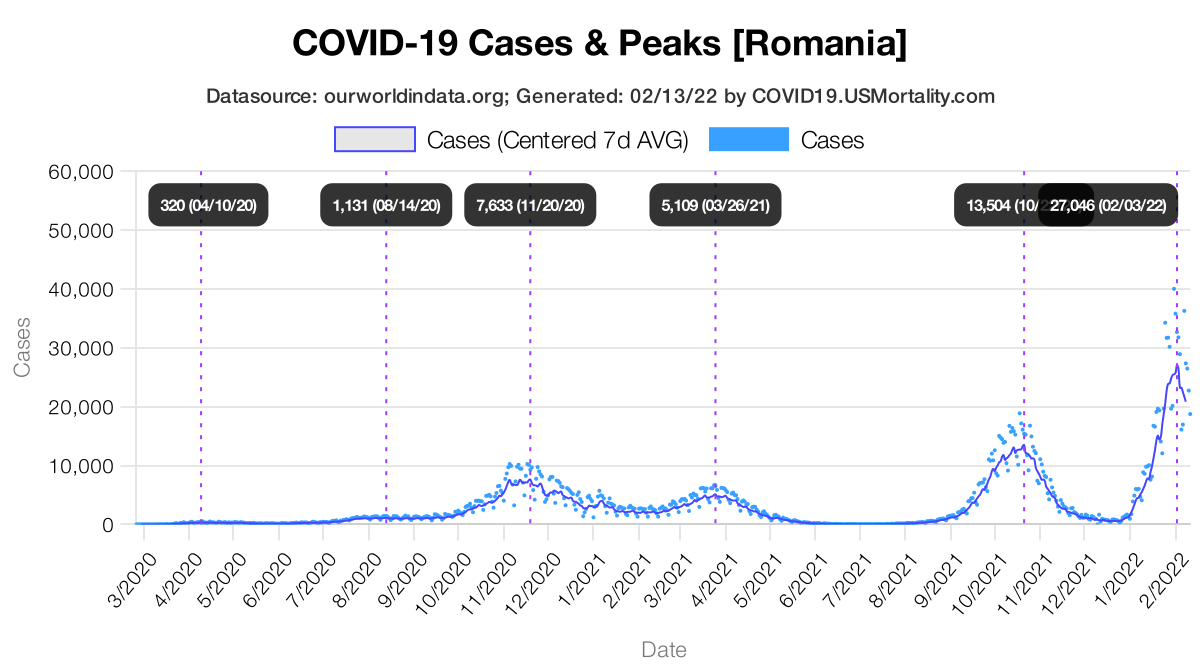 COVID-19 Cases & Peaks [Romania]
Datasource: ourworldindata.org; Generated: 02/13/22 by COVID19.USMortality.com
Cases (Centered 7d AVG) Cases
60,000
320 (04/10/20) 1,131 (08/14/20) 7,633 (11/20/20) 5,109 (03/26/21) 13,504 (10/ 27,046 (02/03/22)
50,000
40,000
30,000
20,000
10,000
0
Cases
3/2020 4/2020 5/2020 6/2020 7/2020 8/2020 9/2020 10/2020 11/2020 12/2020 1/2021 2/2021 3/2021 4/2021 5/2021 6/2021 7/2021 8/2021 9/2021 10/2021 11/2021 12/2021 1/2022 2/2022
Date